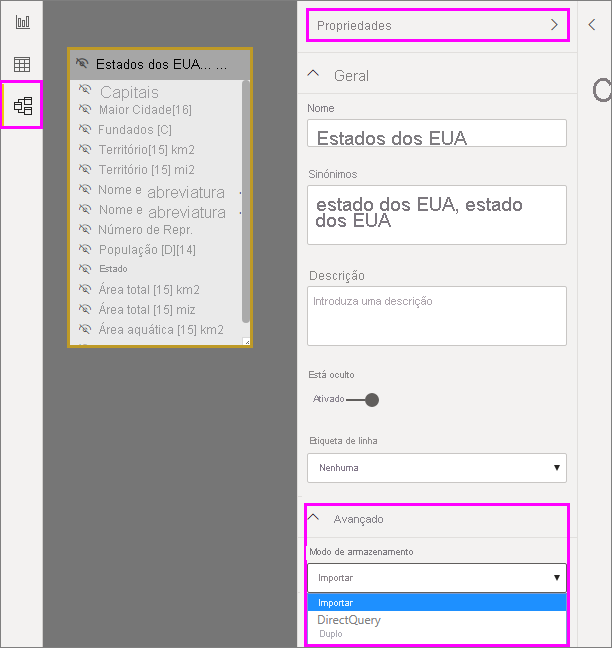 Estados dos EUA... ...
Capitais
Maior Cidade[16]
Fundados [C]
Território[15] km2
Território [15] mi2
Nome e abreviatura
Nome e abreviatura
Número de Repr.
População [D][14]
Estado
Área total [15] km2
Área total [15] miz
Área aquática [15] km2
Propriedades
Geral
Nome
Estados dos EUA
Sinónimos
estado dos EUA, estado
dos EUA
Descrição
Introduza uma descrição
Está oculto
Ativado
Etiqueta de linha
Nenhuma
Avançado
Modo de armazenamento
Importar
Importar
DirectQuery
Duplo
C